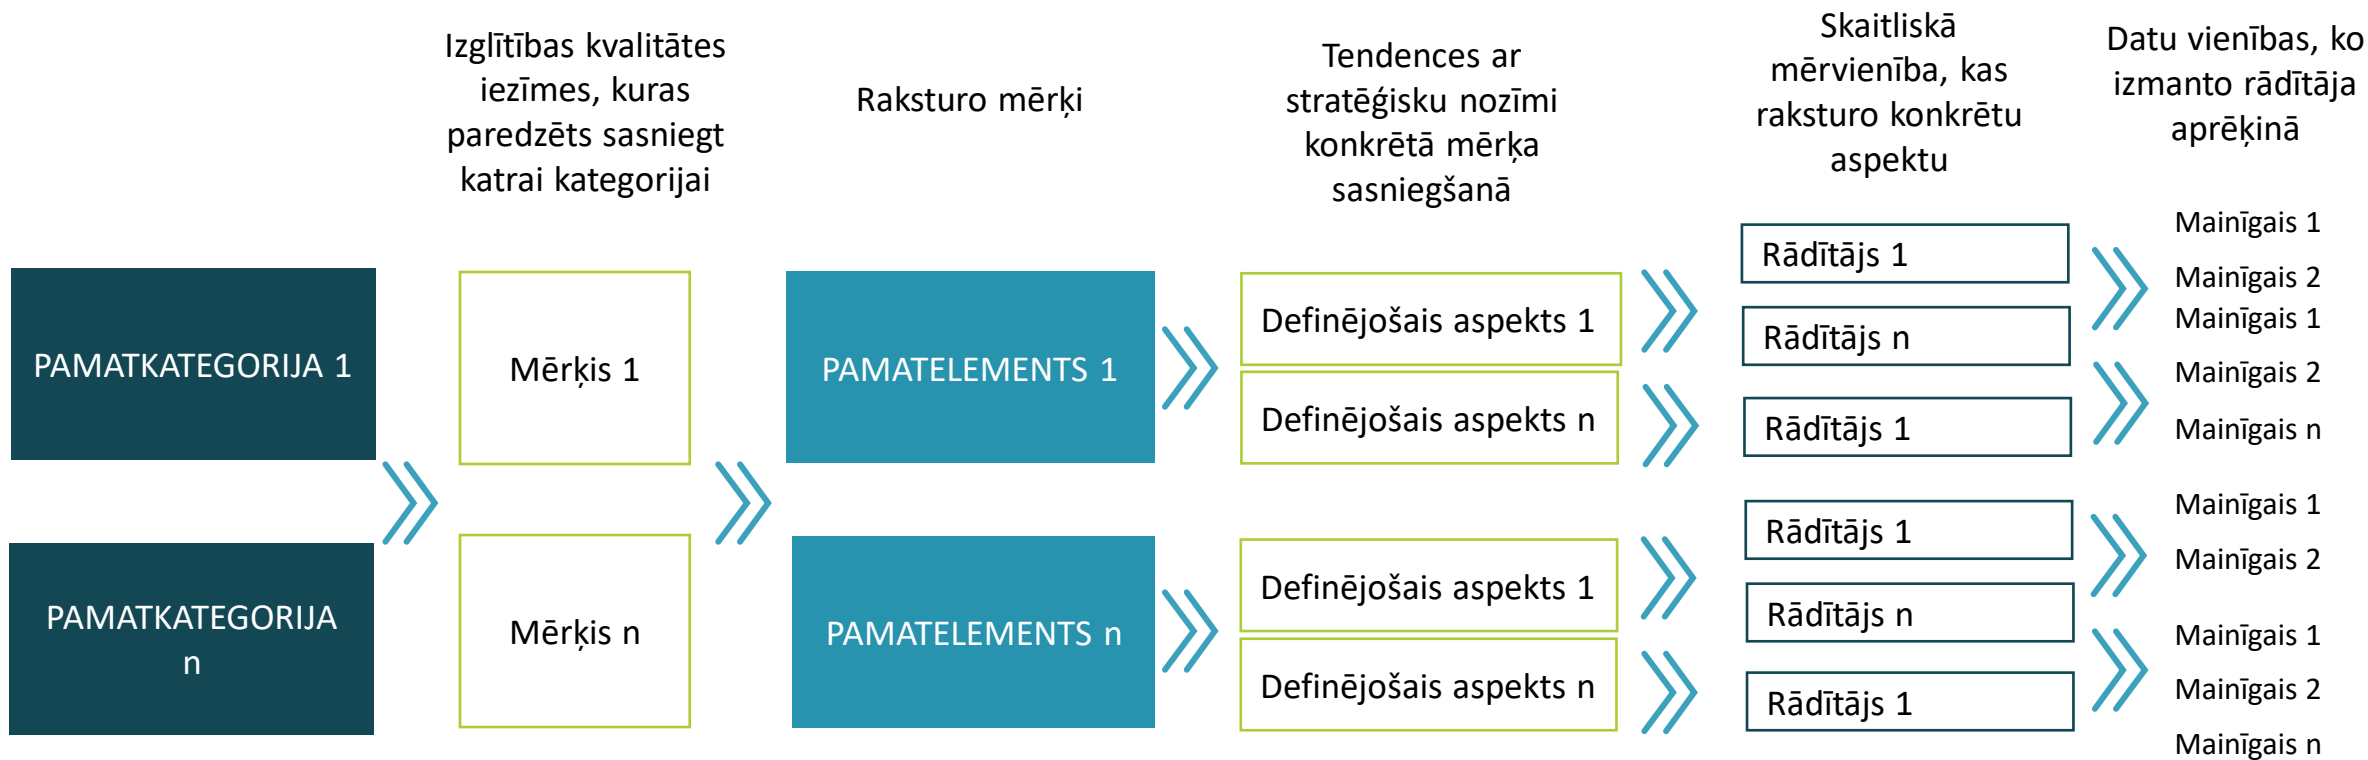 Izglītības kvalitātes
iezīmes, kuras
paredzēts sasniegt
katrai kategorijai
Raksturo mērķi
Tendences ar
stratēģisku nozīmi
konkrētā mērķa
sasniegšanā
Skaitliskā
mērvienība, kas
raksturo konkrētu
aspektu
Datu vienības, ko
izmanto rādītāja
aprēķinā
PAMATKATEGORIJA 1
Mērķis 1
PAMATELEMENTS 1
Definējošais aspekts 1
Definējošais aspekts n
Rādītājs 1
Rādītājs n
Rādītājs 1
Mainīgais 1
Mainīgais 2
Mainīgais 1
Mainīgais 2
Mainīgais n
PAMATKATEGORIJA
n
Mērķis n
PAMATELEMENTS n
Definējošais aspekts 1
Definējošais aspekts n
Rādītājs 1
Rādītājs n
Rādītājs 1
Mainīgais 1
Mainīgais 2
Mainīgais 1
Mainīgais 2
Mainīgais n